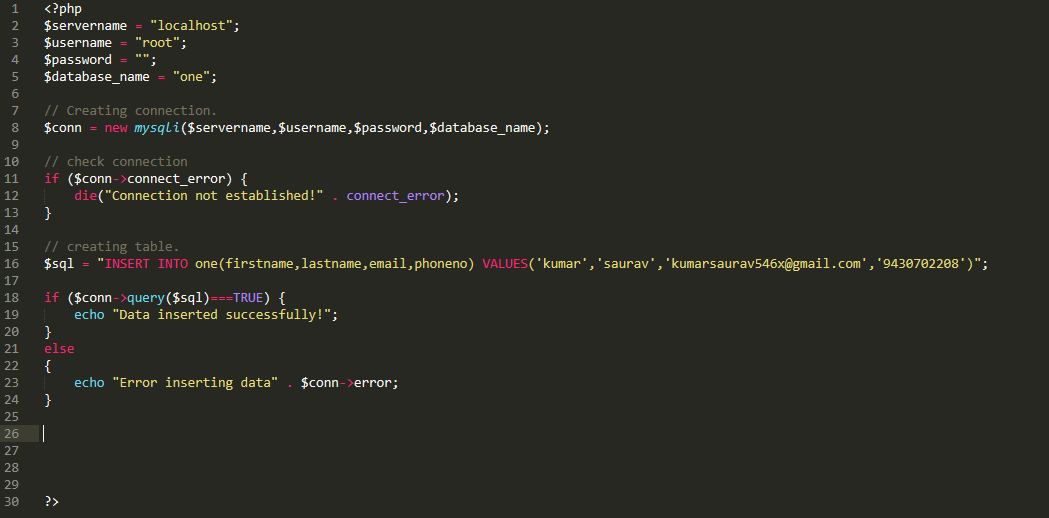 1 <?php
2 $servername = "localhost";
3 $username = "root";
4 $password = "";
5 $database_name = "one";
6
7 // Creating connection.
8 $conn = new mysqli($servername,$username,$password,$database_name);
9
10 // check connection
11 if ($conn->connect_error) {
12     die("Connection not established!" . connect_error);
13 }
14
15 // creating table.
16 $sql = "INSERT INTO one(firstname,lastname,email,phoneno) VALUES('kumar','saurav','kumarsaurav546x@gmail.com','9430702208')";
17
18 if ($conn->query($sql)===TRUE) {
19     echo "Data inserted successfully!";
20 }
21 else
22 {
23     echo "Error inserting data" . $conn->error;
24 }
25
26
27
28
29
30 ?>